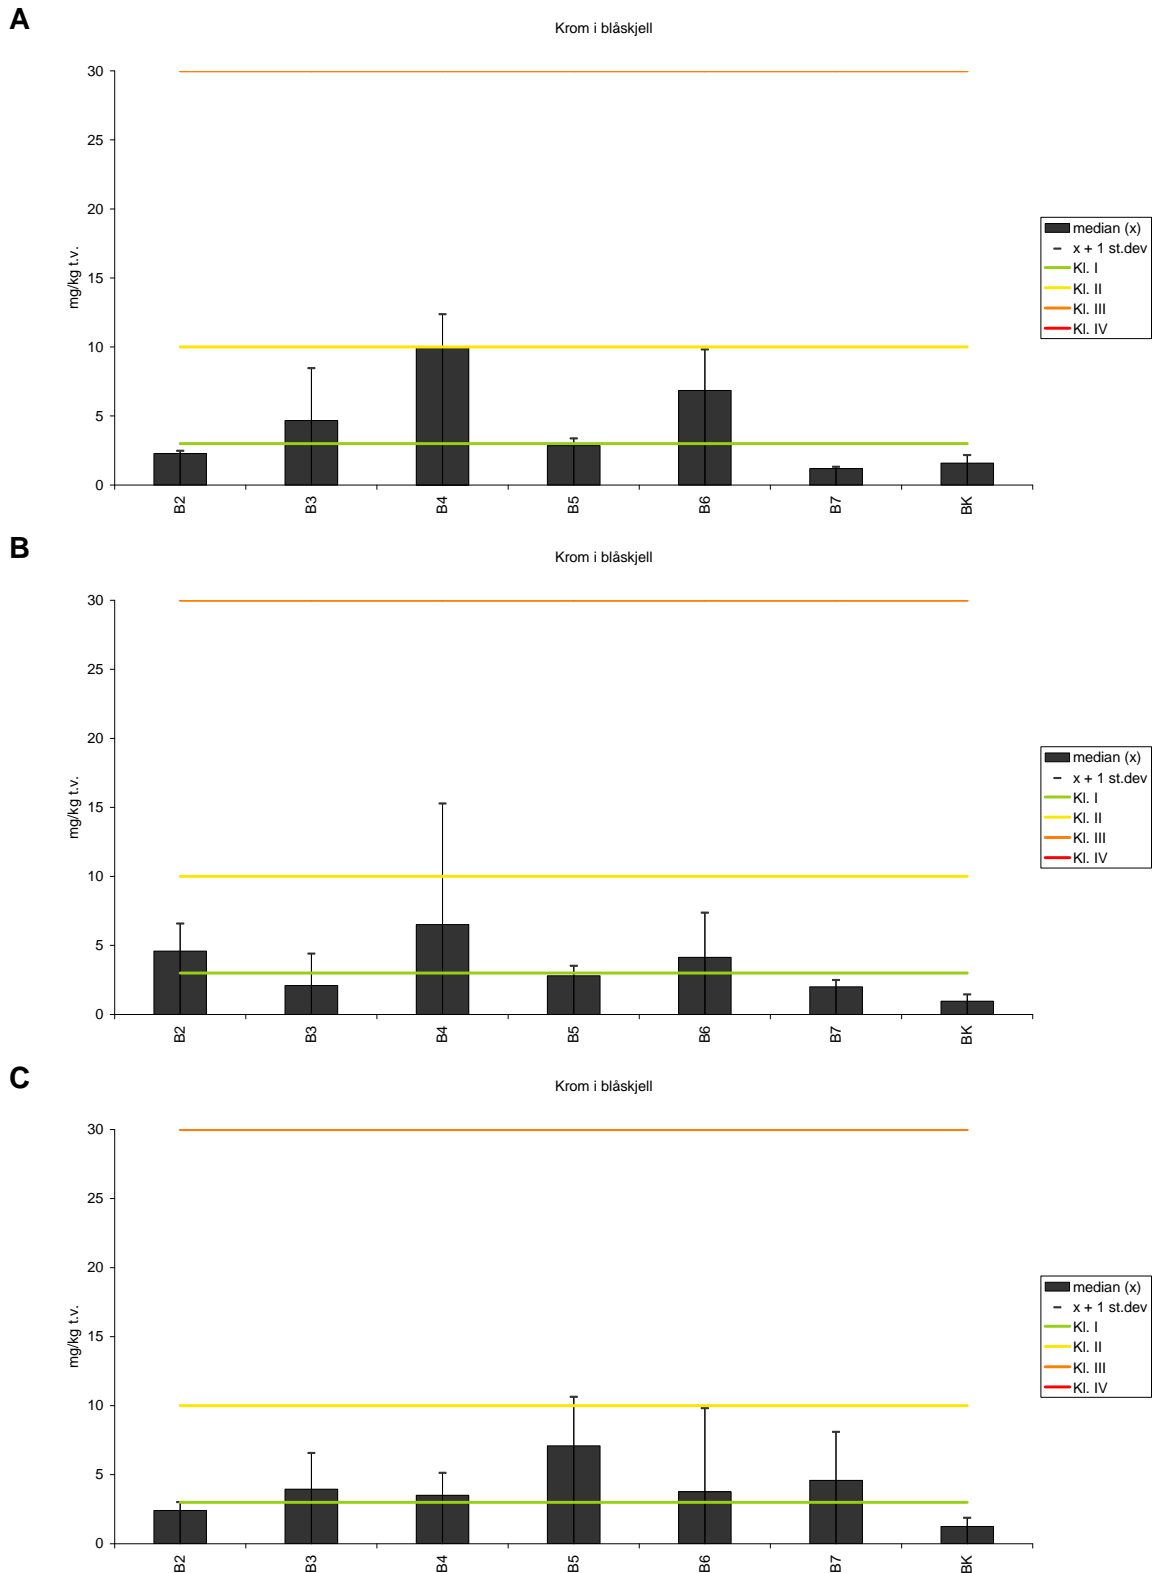 A
Krom i blåskjell
30
25
20
15
10
5
0
mg/kg t.v.
B2
B3
B4
B5
B6
B7
BK
median (x)
x + 1 st.dev
Kl. I
Kl. II
Kl. III
Kl. IV
B
Krom i blåskjell
30
25
20
15
10
5
0
mg/kg t.v.
B2
B3
B4
B5
B6
B7
BK
median (x)
x + 1 st.dev
Kl. I
Kl. II
Kl. III
Kl. IV
C
Krom i blåskjell
30
25
20
15
10
5
0
mg/kg t.v.
B2
B3
B4
B5
B6
B7
BK
median (x)
x + 1 st.dev
Kl. I
Kl. II
Kl. III
Kl. IV